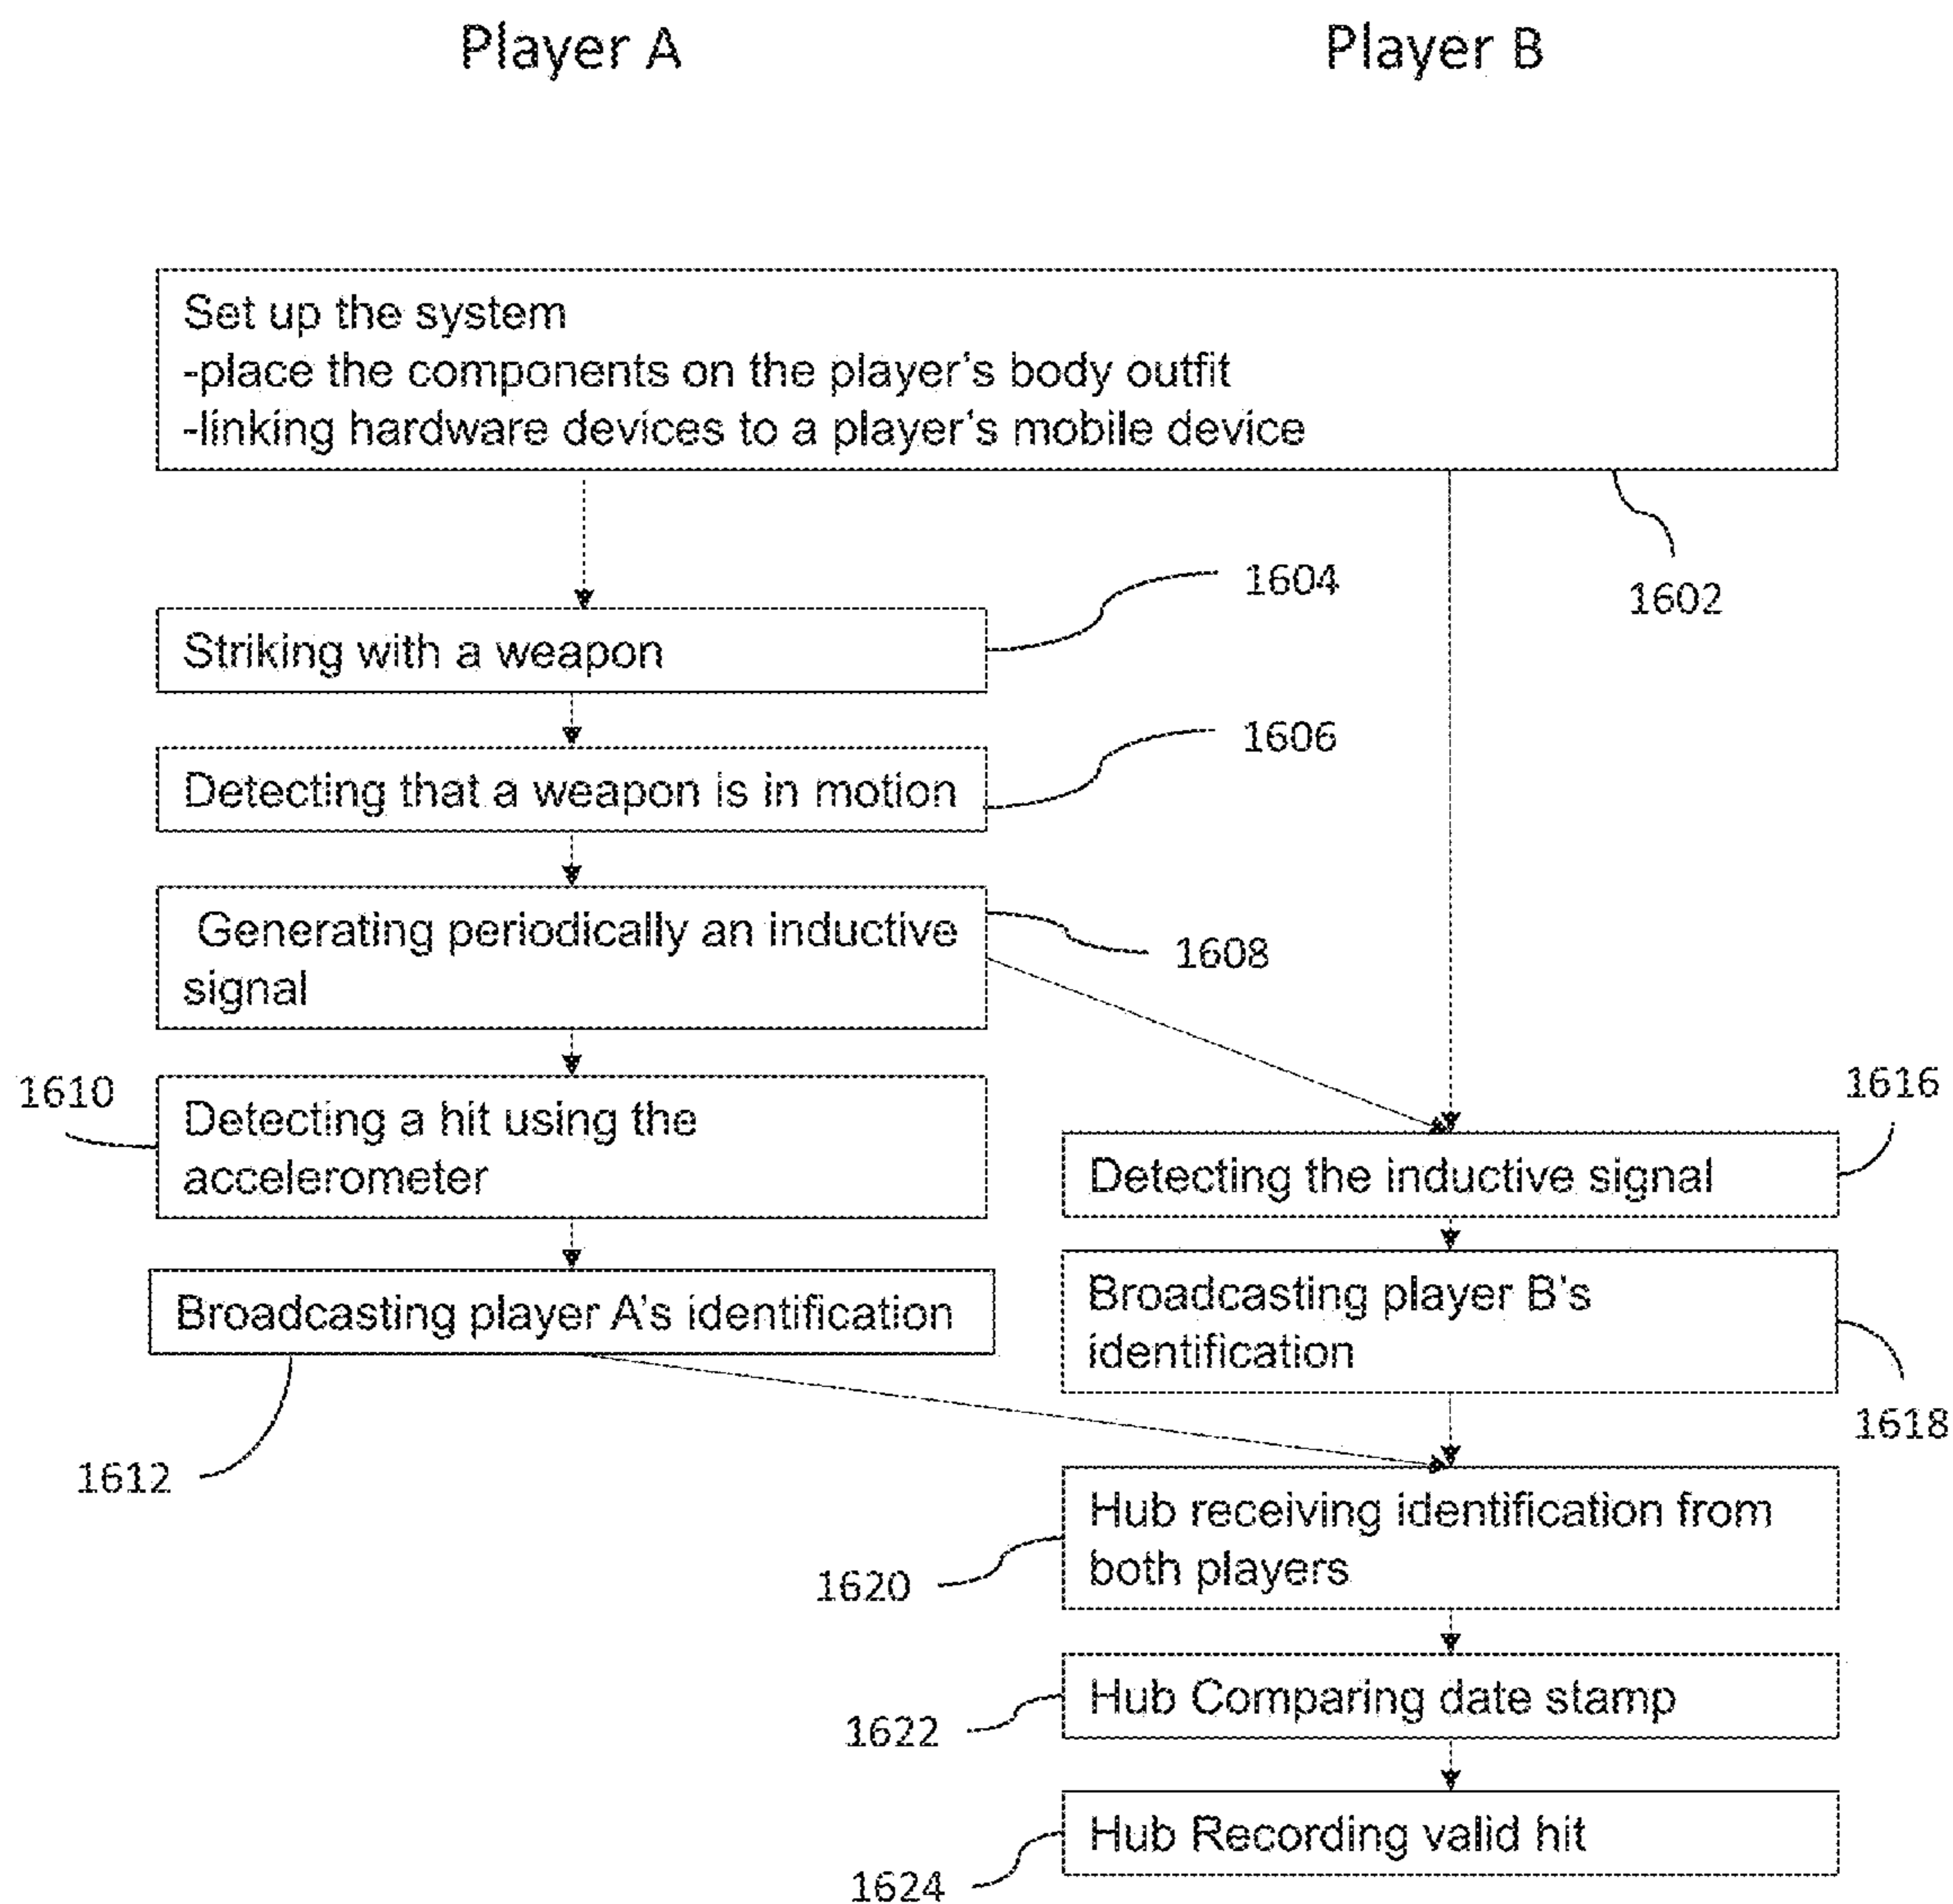 Player A
Player B
Set up the system
-place the components on the player's body outfit
-linking hardware devices to a player's mobile device
1602
1604
Striking with a weapon
1606
Detecting that a weapon is in motion
Generating periodically an inductive
signal
1608
1610
Detecting a hit using the
accelerometer
1616
Detecting the inductive signal
Broadcasting player A's identification
1612
Broadcasting player B's
identification
1618
Hub receiving identification from
both players
1620
Hub Comparing date stamp
1622
Hub Recording valid hit
1624